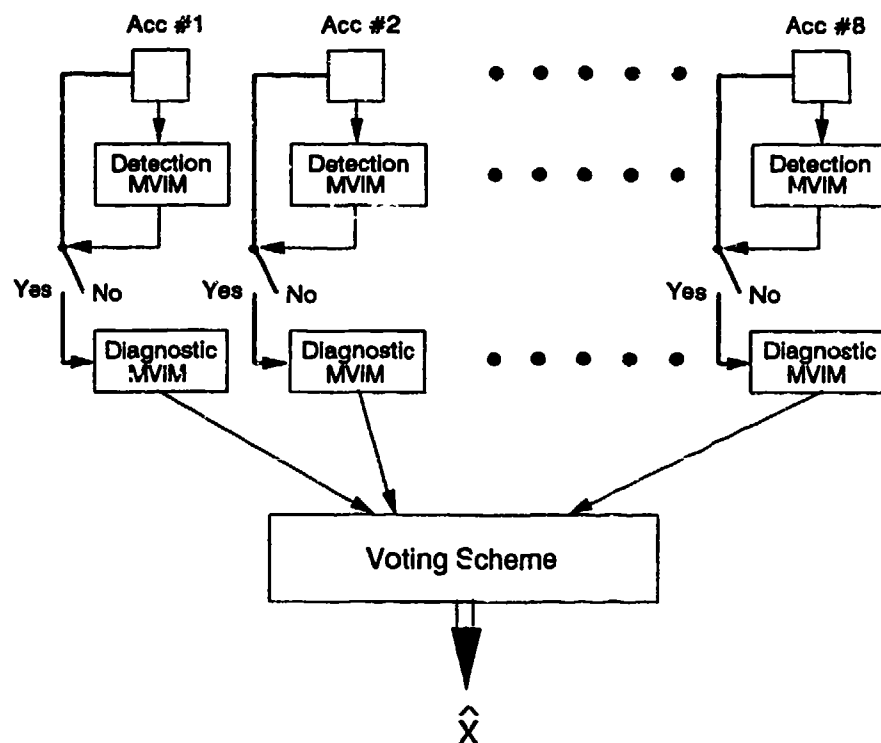 Acc #1 Acc #2 Acc #8
Detection MVIM Detection MVIM Detection MVIM
Yes No Yes No Yes No
Diagnostic MVIM Diagnostic MVIM Diagnostic MVIM
Voting Scheme
X̂